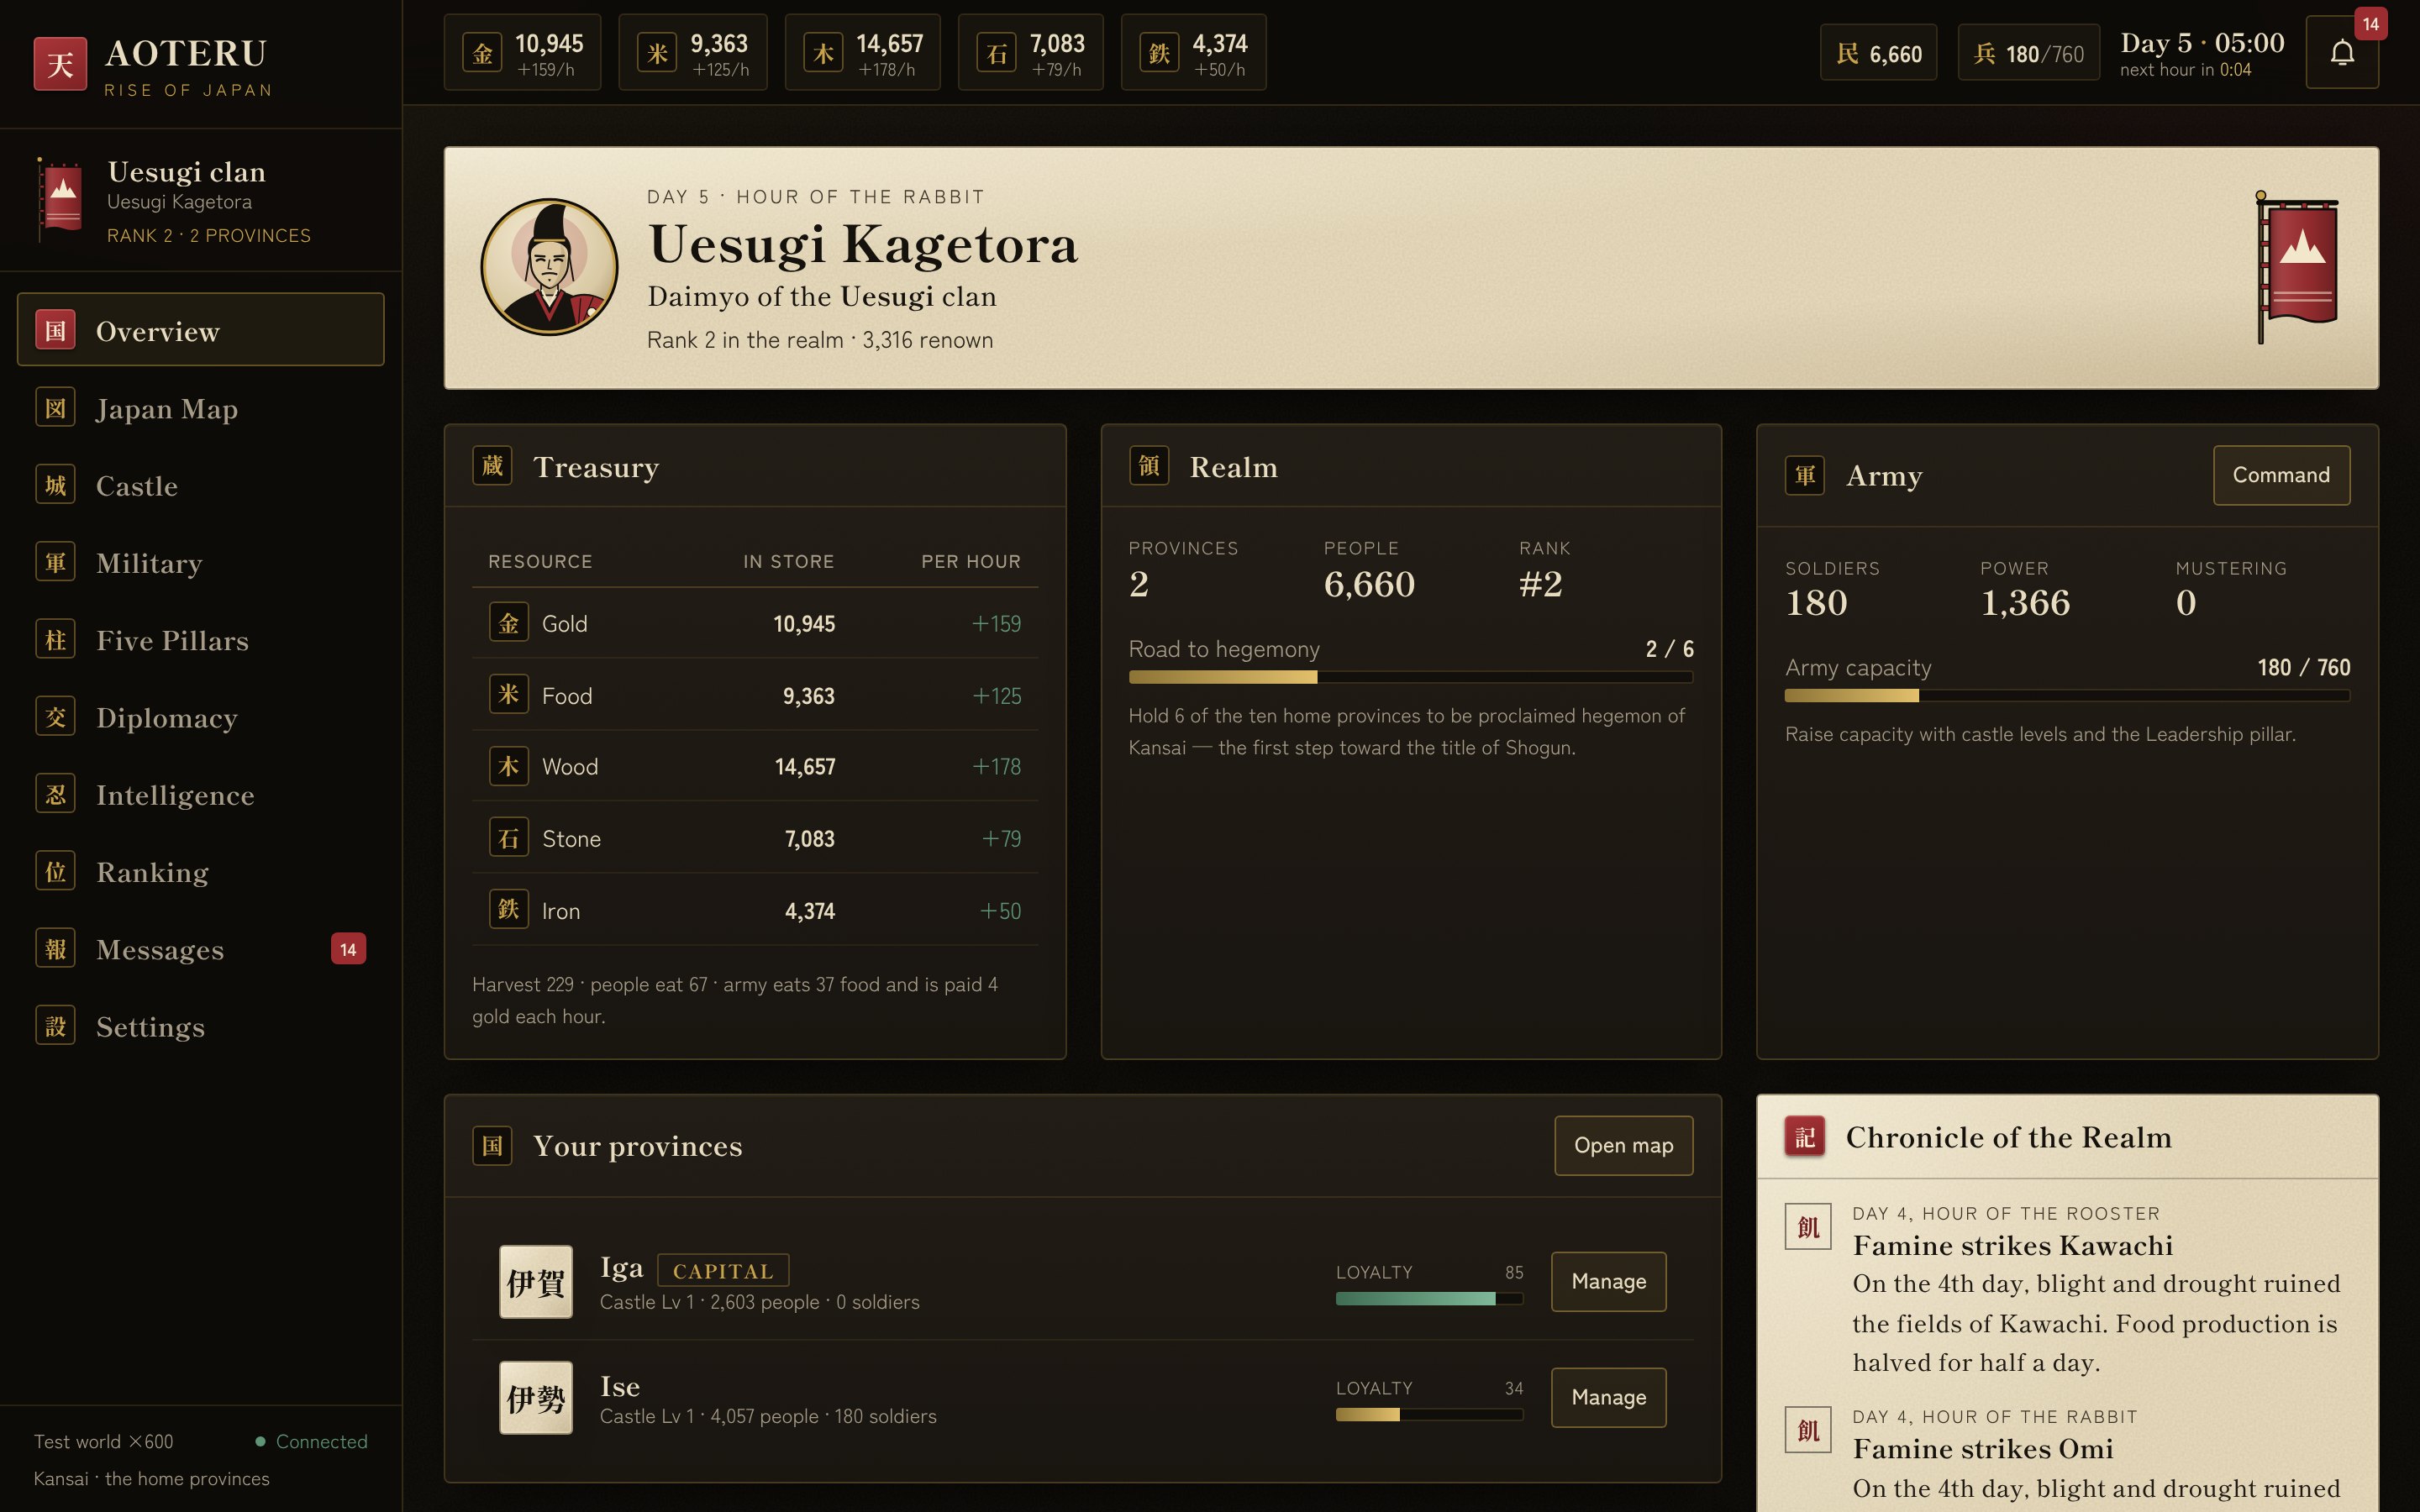 天 AOTERU
RISE OF JAPAN
Uesugi clan
Uesugi Kagetora
RANK 2 · 2 PROVINCES
国 Overview
図 Japan Map
城 Castle
軍 Military
柱 Five Pillars
交 Diplomacy
忍 Intelligence
位 Ranking
報 Messages 14
設 Settings
Test world ×600 Connected
Kansai · the home provinces
金 10,945 +159/h
米 9,363 +125/h
木 14,657 +178/h
石 7,083 +79/h
鉄 4,374 +50/h
民 6,660
兵 180/760
Day 5 · 05:00
next hour in 0:04
14
DAY 5 · HOUR OF THE RABBIT
Uesugi Kagetora
Daimyo of the Uesugi clan
Rank 2 in the realm · 3,316 renown
蔵 Treasury
RESOURCE IN STORE PER HOUR
金 Gold 10,945 +159
米 Food 9,363 +125
木 Wood 14,657 +178
石 Stone 7,083 +79
鉄 Iron 4,374 +50
Harvest 229 · people eat 67 · army eats 37 food and is paid 4
gold each hour.
領 Realm
PROVINCES PEOPLE RANK
2 6,660 #2
Road to hegemony 2 / 6
Hold 6 of the ten home provinces to be proclaimed hegemon of
Kansai — the first step toward the title of Shogun.
軍 Army Command
SOLDIERS POWER MUSTERING
180 1,366 0
Army capacity 180 / 760
Raise capacity with castle levels and the Leadership pillar.
国 Your provinces Open map
伊賀 Iga CAPITAL
Castle Lv 1 · 2,603 people · 0 soldiers
LOYALTY 85
Manage
伊勢 Ise
Castle Lv 1 · 4,057 people · 180 soldiers
LOYALTY 34
Manage
記 Chronicle of the Realm
飢 DAY 4, HOUR OF THE ROOSTER
Famine strikes Kawachi
On the 4th day, blight and drought ruined
the fields of Kawachi. Food production is
halved for half a day.
飢 DAY 4, HOUR OF THE RABBIT
Famine strikes Omi
On the 4th day, blight and drought ruined